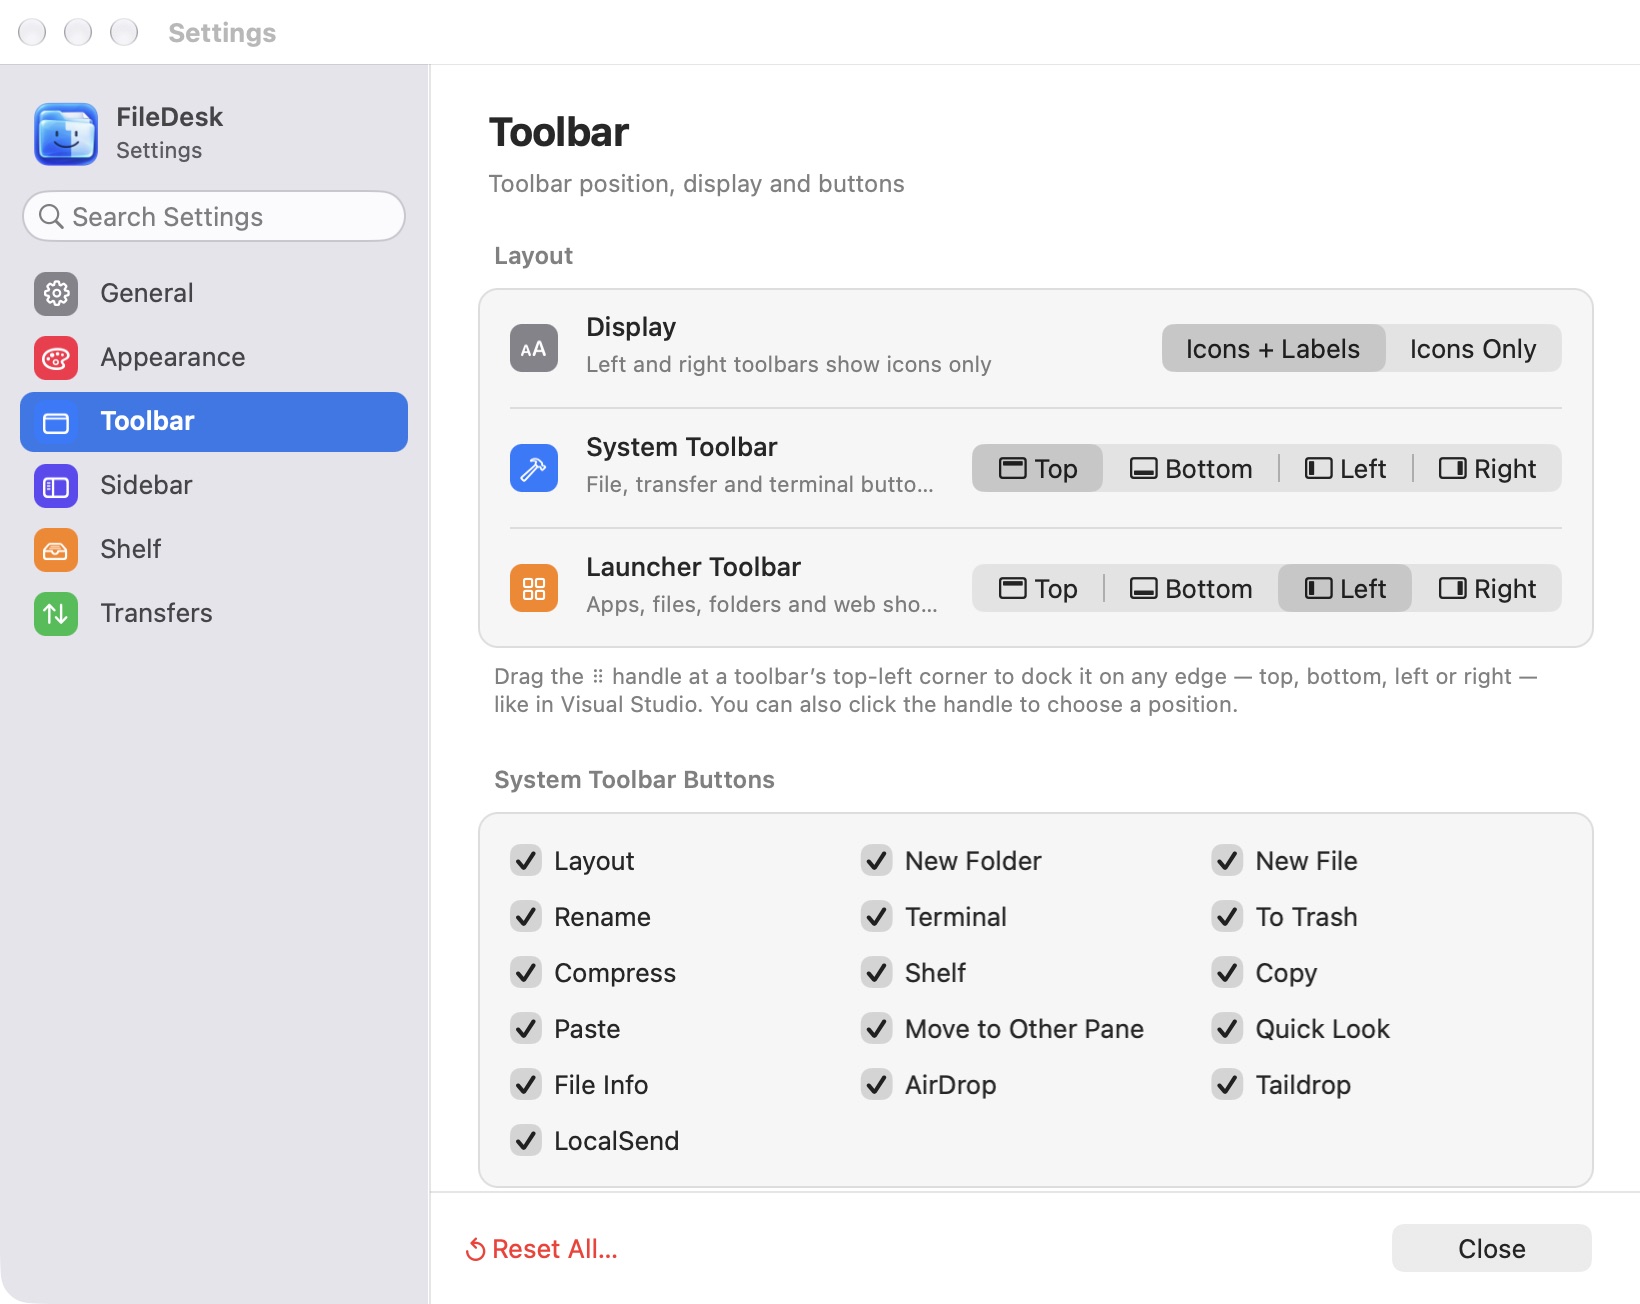 Settings
FileDesk
Settings
Search Settings
General
Appearance
Toolbar
Sidebar
Shelf
Transfers
Toolbar
Toolbar position, display and buttons
Layout
AA
Display
Left and right toolbars show icons only
Icons + Labels
Icons Only
System Toolbar
File, transfer and terminal butto...
Top
Bottom
Left
Right
Launcher Toolbar
Apps, files, folders and web sho...
Top
Bottom
Left
Right
Drag the ⠿ handle at a toolbar’s top-left corner to dock it on any edge — top, bottom, left or right —
like in Visual Studio. You can also click the handle to choose a position.
System Toolbar Buttons
Layout
New Folder
New File
Rename
Terminal
To Trash
Compress
Shelf
Copy
Paste
Move to Other Pane
Quick Look
File Info
AirDrop
Taildrop
LocalSend
Reset All...
Close